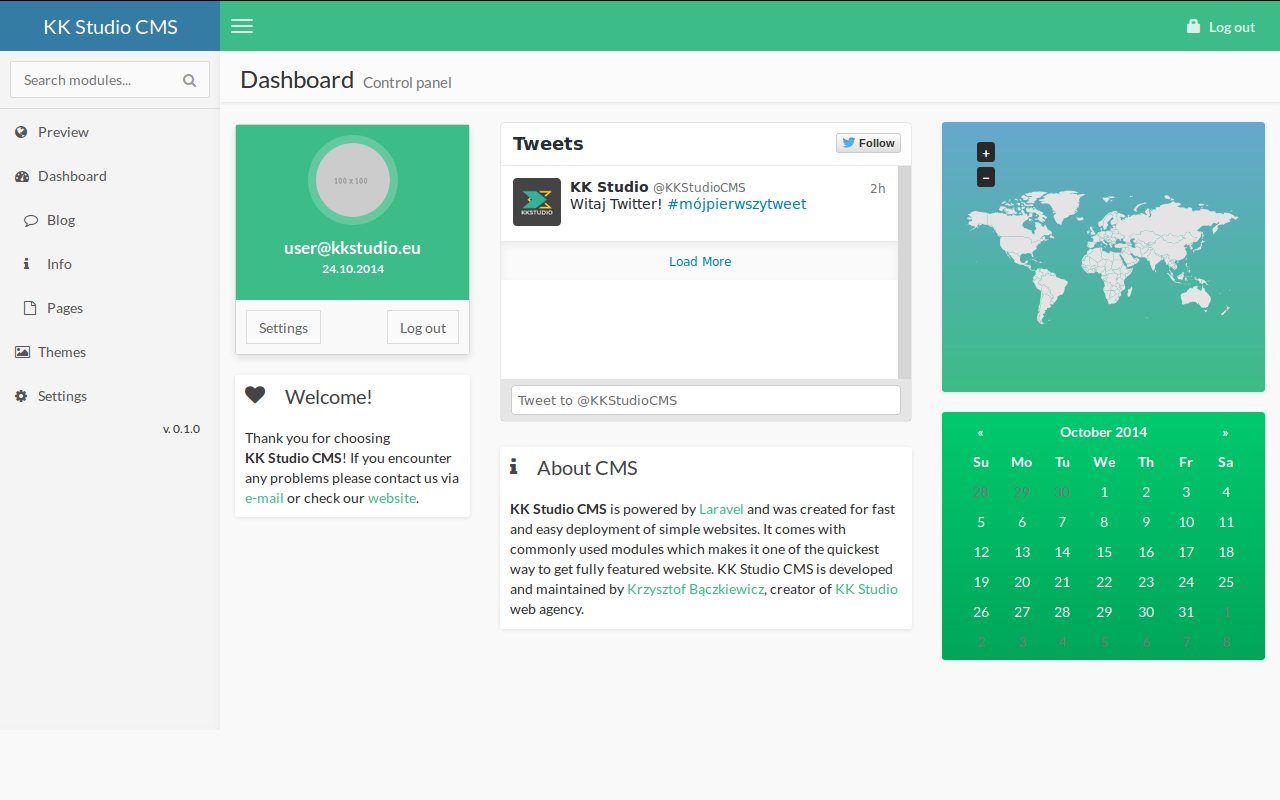 KK Studio CMS
Log out
Search modules...
Preview
Dashboard
Blog
Info
Pages
Themes
Settings
v. 0.1.0
Dashboard Control panel
100 x 100
user@kkstudio.eu
24.10.2014
Settings
Log out
Welcome!
Thank you for choosing
KK Studio CMS! If you encounter
any problems please contact us via
e-mail or check our website.
Tweets
Follow
KKSTUDIO
KK Studio @KKStudioCMS 2h
Witaj Twitter! #mójpierwszytweet
Load More
Tweet to @KKStudioCMS
About CMS
KK Studio CMS is powered by Laravel and was created for fast
and easy deployment of simple websites. It comes with
commonly used modules which makes it one of the quickest
way to get fully featured website. KK Studio CMS is developed
and maintained by Krzysztof Bączkiewicz, creator of KK Studio
web agency.
+
−
« October 2014 »
Su Mo Tu We Th Fr Sa
28 29 30 1 2 3 4
5 6 7 8 9 10 11
12 13 14 15 16 17 18
19 20 21 22 23 24 25
26 27 28 29 30 31 1
2 3 4 5 6 7 8